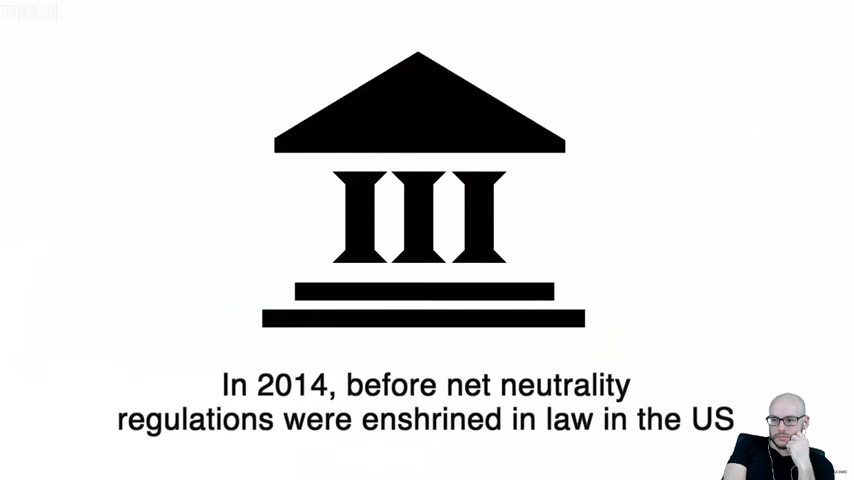 In 2014, before net neutrality
regulations were enshrined in law in the US